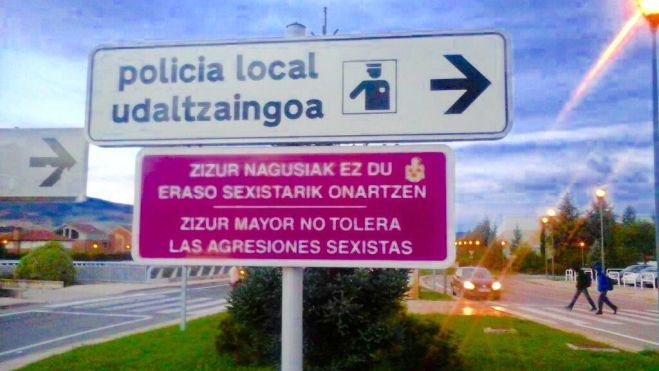 policia local
udaltzaingoa
ZIZUR NAGUSIAK EZ DU
ERASO SEXISTARIK ONARTZEN
ZIZUR MAYOR NO TOLERA
LAS AGRESIONES SEXISTAS